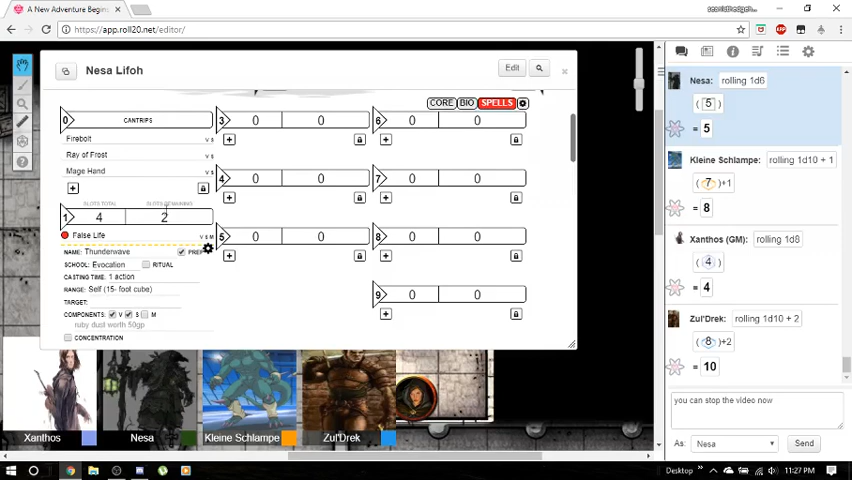 A New Adventure Begin
https://app.roll20.net/editor/
Nesa Lifoh
Edit
CORE BIO SPELLS
0 CANTRIPS
Firebolt V S
Ray of Frost V S
Mage Hand V S
SLOTS TOTAL SLOTS REMAINING
1 4 2
False Life V S M
NAME: Thunderwave PREP
SCHOOL: Evocation RITUAL
CASTING TIME: 1 action
RANGE: Self (15- foot cube)
TARGET:
COMPONENTS: V S M
ruby dust worth 50gp
CONCENTRATION
3 0 0
4 0 0
5 0 0
6 0 0
7 0 0
8 0 0
9 0 0
Xanthos
Nesa
Kleine Schlampe
Zul'Drek
Nesa: rolling 1d6
(5)
= 5
Kleine Schlampe: rolling 1d10 + 1
(7)+1
= 8
Xanthos (GM): rolling 1d8
(4)
= 4
Zul'Drek: rolling 1d10 + 2
(8)+2
= 10
you can stop the video now
As: Nesa Send
Desktop 11:27 PM